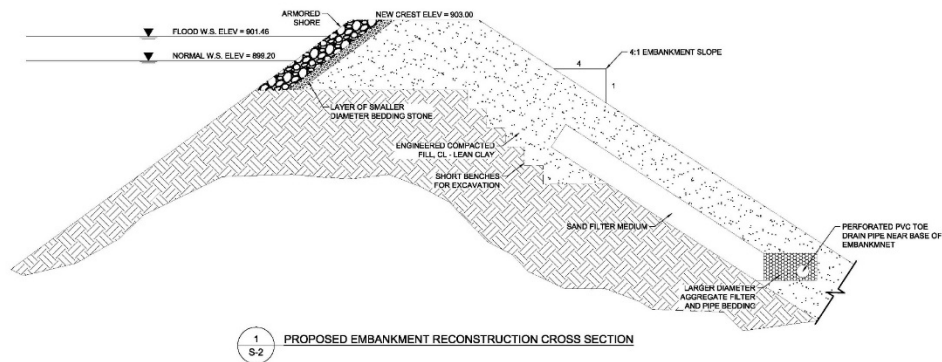 ARMORED
SHORE
NEW CREST ELEV = 903.00
FLOOD W.S. ELEV = 901.46
NORMAL W.S. ELEV = 899.20
4:1 EMBANKMENT SLOPE
4
1
LAYER OF SMALLER
DIAMETER BEDDING STONE
ENGINEERED COMPACTED
FILL, CL - LEAN CLAY
SHORT BENCHES
FOR EXCAVATION
SAND FILTER MEDIUM
PERFORATED PVC TOE
DRAIN PIPE NEAR BASE OF
EMBANKMNET
LARGER DIAMETER
AGGREGATE FILTER
AND PIPE BEDDING
1
S-2
PROPOSED EMBANKMENT RECONSTRUCTION CROSS SECTION